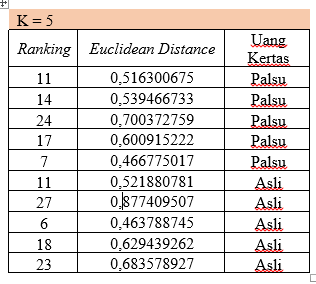 K = 5
Ranking Euclidean Distance Uang Kertas
11 0,516300675 Palsu
14 0,539466733 Palsu
24 0,700372759 Palsu
17 0,600915222 Palsu
7 0,466775017 Palsu
11 0,521880781 Asli
27 0,877409507 Asli
6 0,463788745 Asli
18 0,629439262 Asli
23 0,683578927 Asli